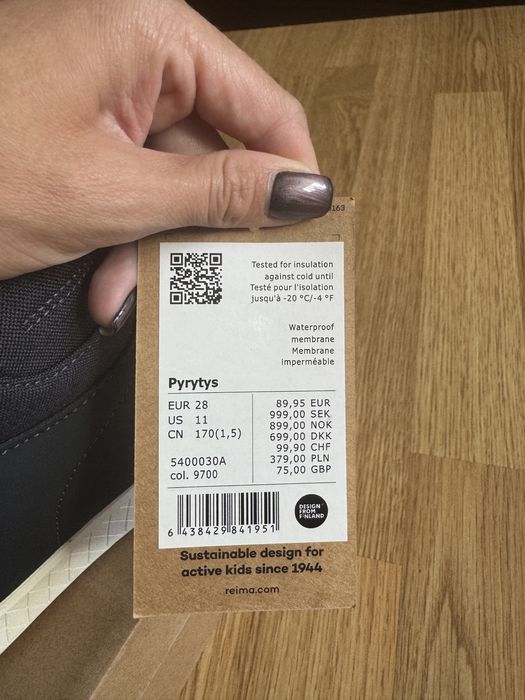 163
Tested for insulation
against cold until
Testé pour l'isolation
jusqu'à -20 °C/-4 °F
Waterproof
membrane
Membrane
imperméable
Pyrytys
EUR 28
US 11
CN 170(1,5)
5400030A
col. 9700
89,95 EUR
999,00 SEK
899,00 NOK
699,00 DKK
99,90 CHF
379,00 PLN
75,00 GBP
6 438429 841951
DESIGN
FROM
FINLAND
Sustainable design for
active kids since 1944
reima.com